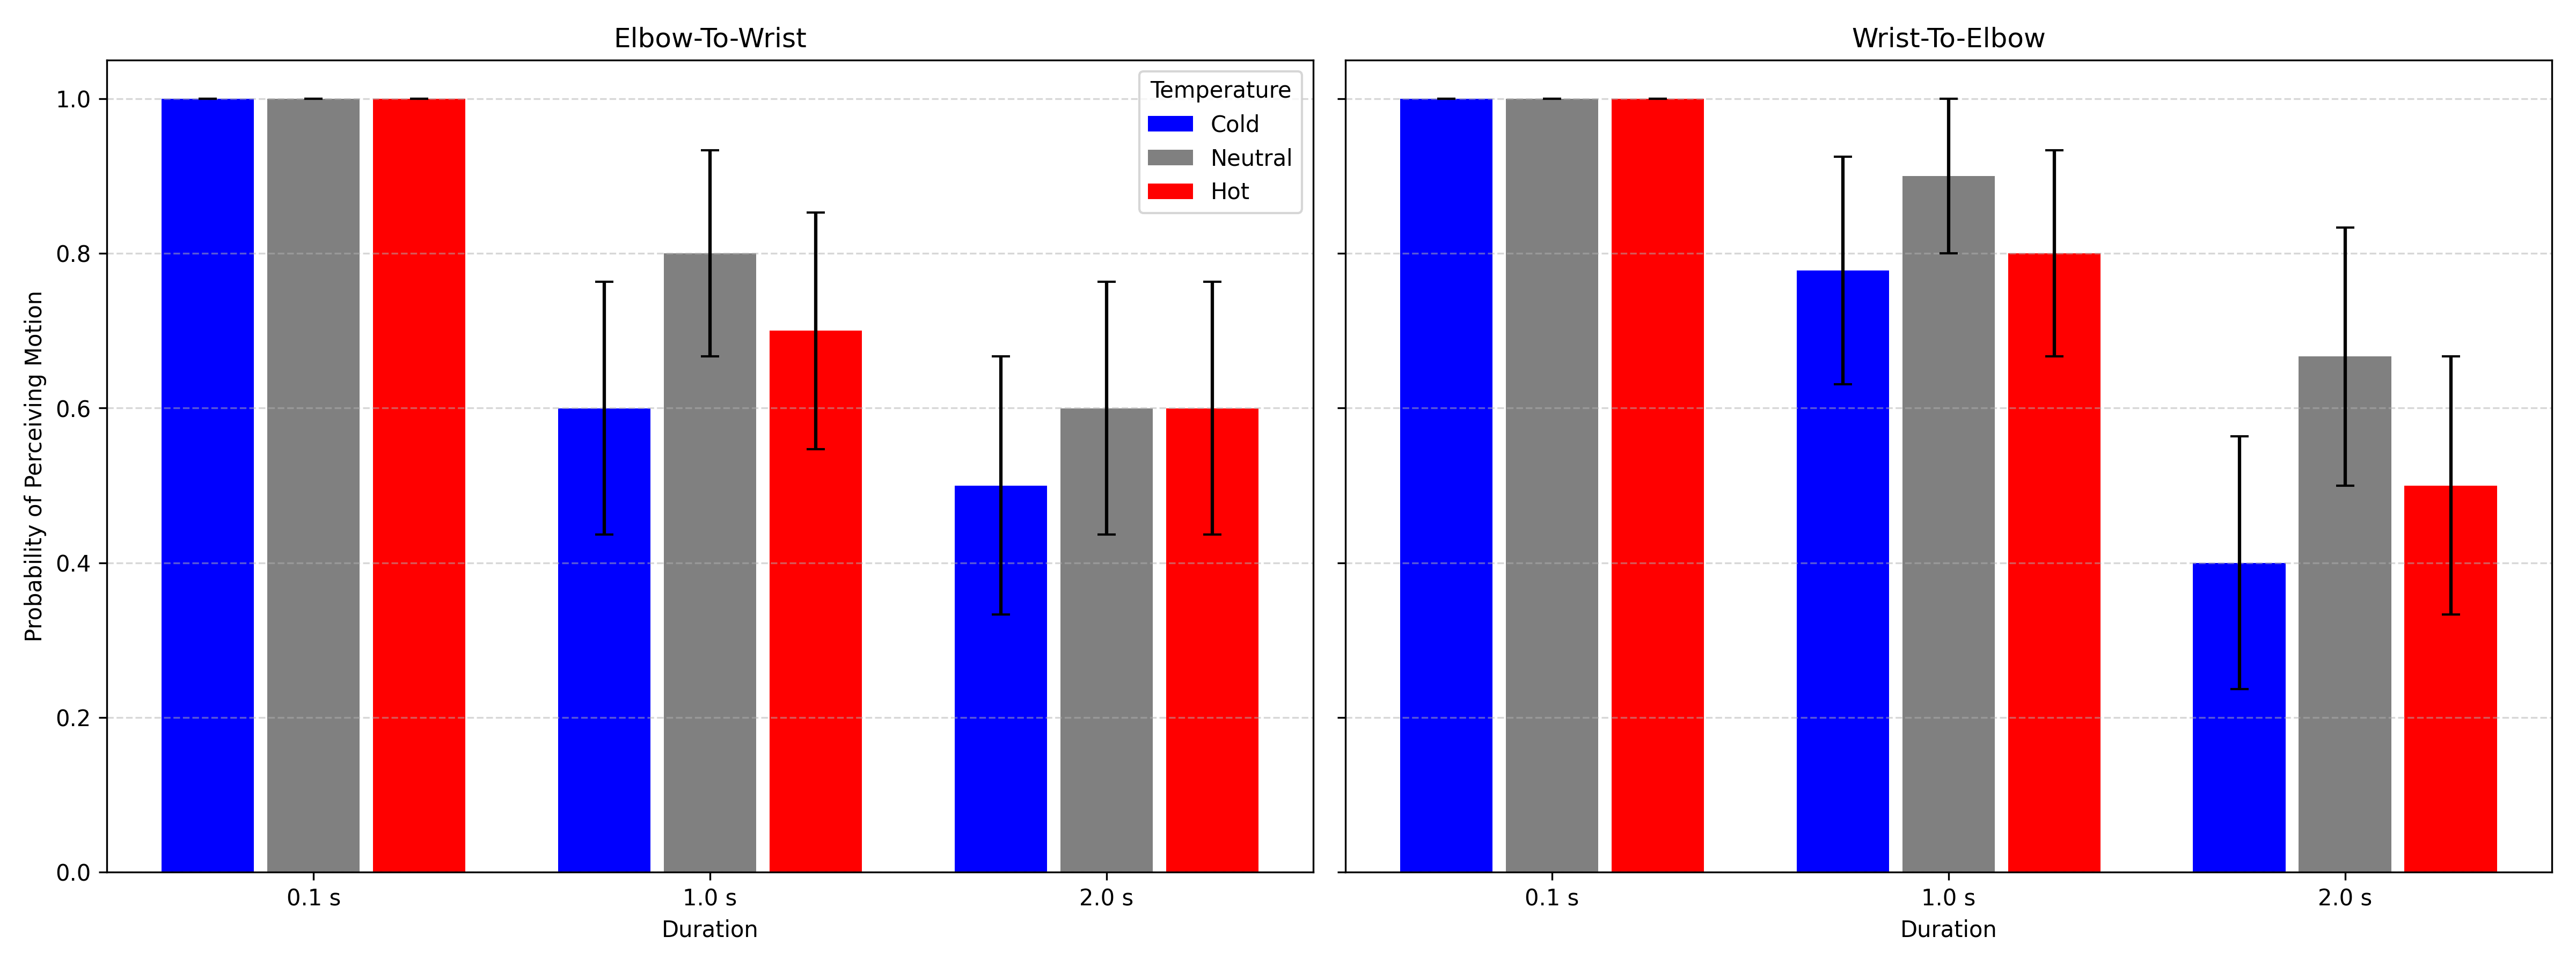 Elbow-To-Wrist
Wrist-To-Elbow
Probability of Perceiving Motion
1.0
0.8
0.6
0.4
0.2
0.0
Temperature
Cold
Neutral
Hot
0.1 s
1.0 s
2.0 s
Duration
0.1 s
1.0 s
2.0 s
Duration